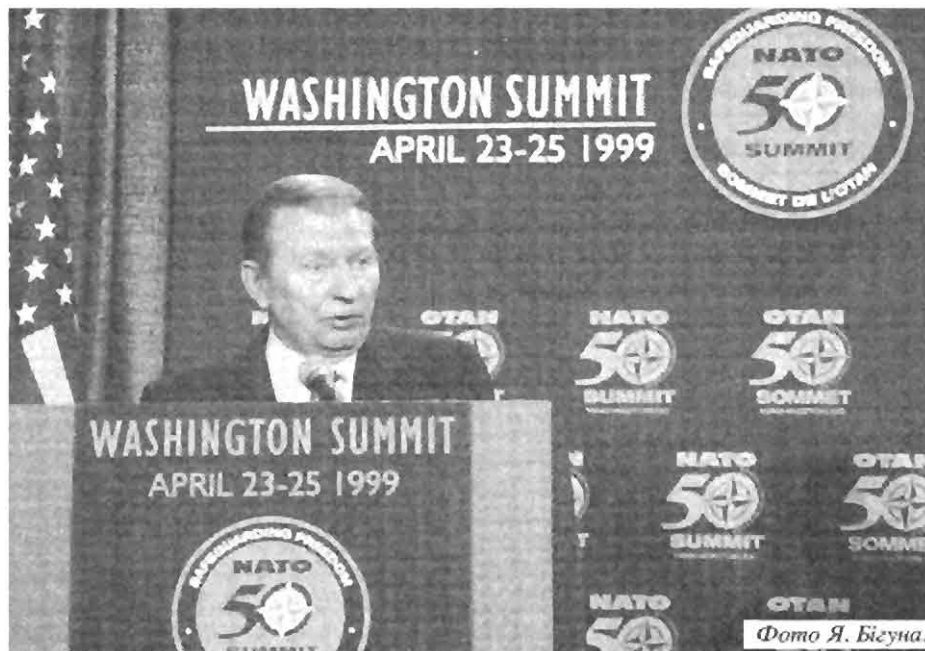 WASHINGTON SUMMIT
APRIL 23-25 1999
SAFEGUARDING FREEDOM
NATO
50
SUMMIT
SOMMET DE L'OTAN
OTAN
NATO
OTAN
50
50
50
SUMMIT
SOMMET
WASHINGTON SUMMIT
APRIL 23-25 1999
NATO
OTAN
50
50
SUMMIT
SOMMET
SAFEGUARDING FREEDOM
NATO
50
SUMMIT
NATO
OTAN
50
Фото Я. Бігуна.